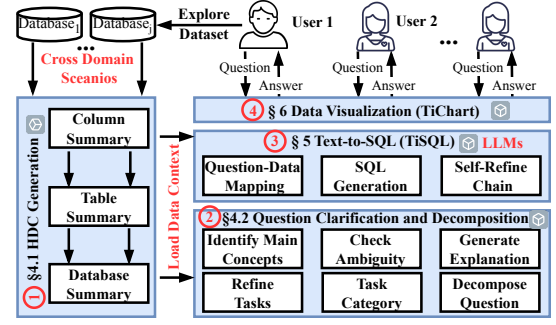 Database1
Databasej
...
Explore
Dataset
User 1
User 2
...
Cross Domain
Sceanios
Question
Answer
Question
Answer
Question
Answer
④ § 6 Data Visualization (TiChart)
③ § 5 Text-to-SQL (TiSQL) LLMs
Question-Data
Mapping
SQL
Generation
Self-Refine
Chain
② §4.2 Question Clarification and Decomposition
Identify Main
Concepts
Check
Ambiguity
Generate
Explanation
Refine
Tasks
Task
Category
Decompose
Question
① §4.1 HDC Generation
Column
Summary
Table
Summary
Database
Summary
Load Data Context